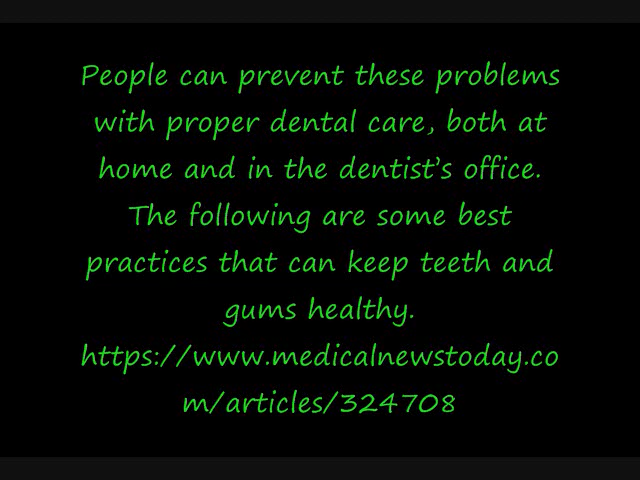 People can prevent these problems
with proper dental care, both at
home and in the dentist’s office.
The following are some best
practices that can keep teeth and
gums healthy.
https://www.medicalnewstoday.co
m/articles/324708